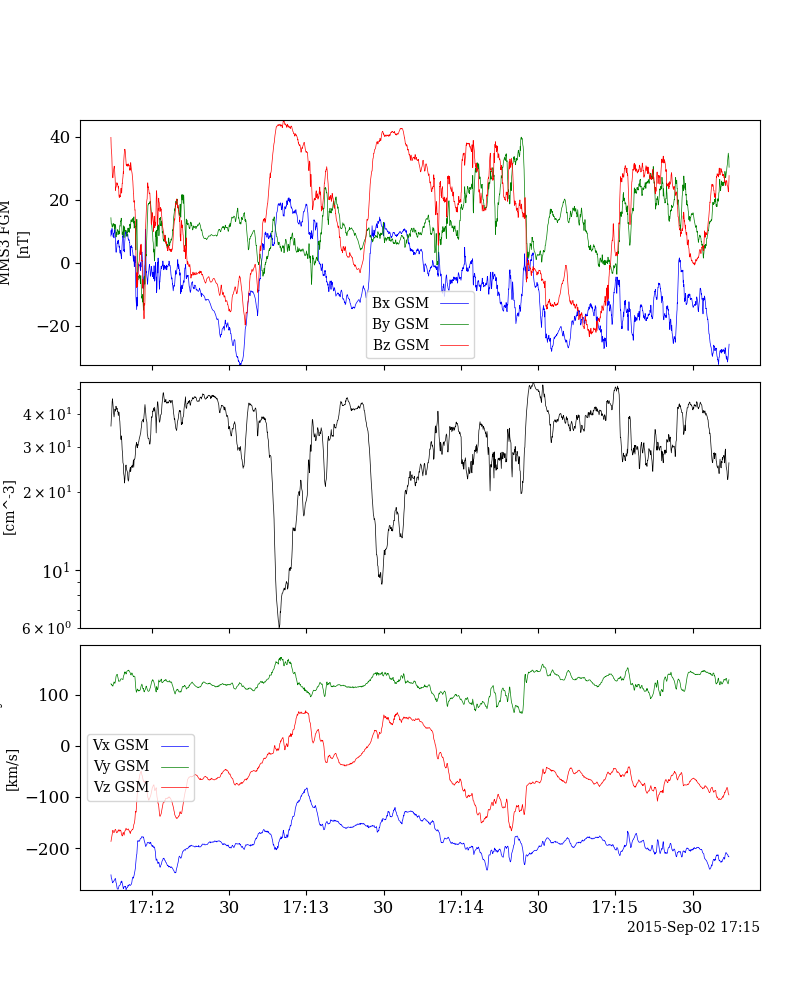 40
20
0
−20
MMS3 FGM
[nT]
Bx GSM
By GSM
Bz GSM
4 × 10¹
3 × 10¹
2 × 10¹
10¹
6 × 10⁰
[cm^-3]
100
0
−100
−200
[km/s]
Vx GSM
Vy GSM
Vz GSM
17:12 30 17:13 30 17:14 30 17:15 30
2015-Sep-02 17:15